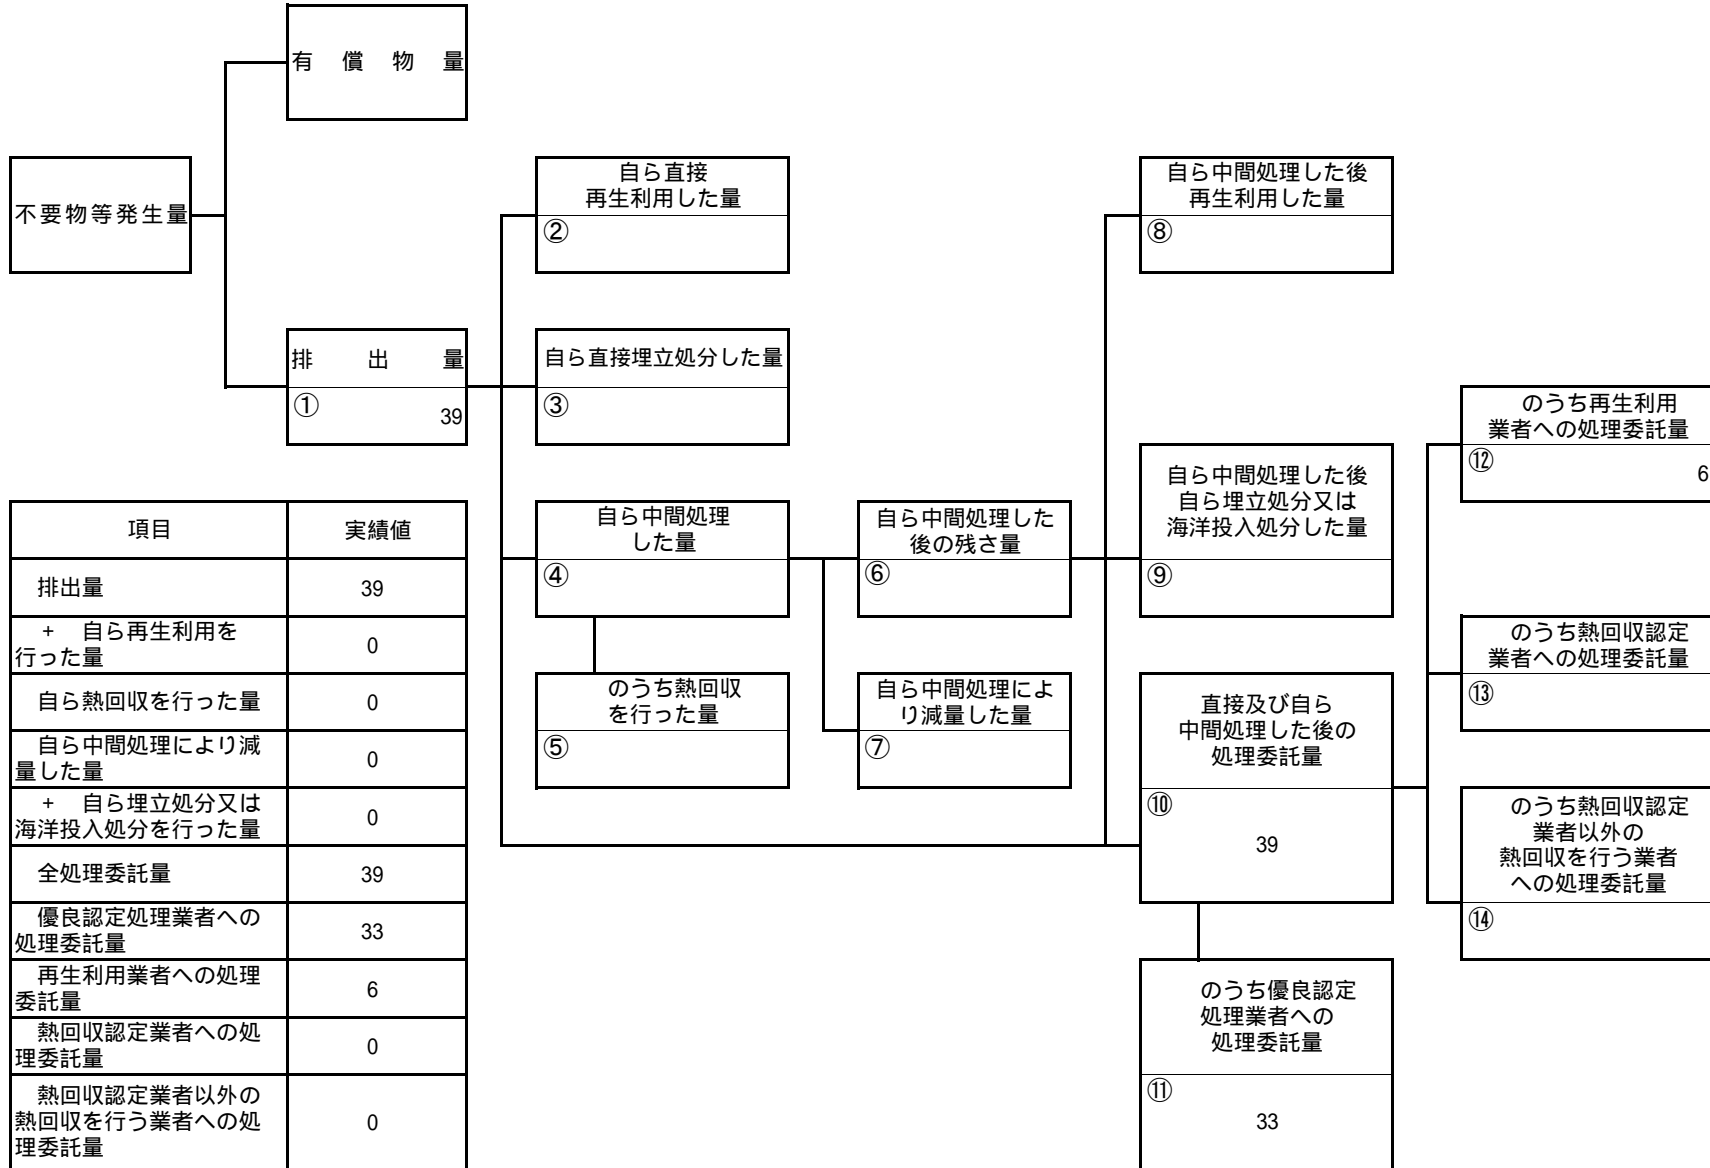 有償物量
不要物等発生量
自ら直接
再生利用した量
②
自ら中間処理した後
再生利用した量
⑧
排出量
①
39
自ら直接埋立処分した量
③
のうち再生利用
業者への処理委託量
⑫
6
自ら中間処理
した量
④
自ら中間処理した
後の残さ量
⑥
自ら中間処理した後
自ら埋立処分又は
海洋投入処分した量
⑨
のうち熱回収
を行った量
⑤
自ら中間処理によ
り減量した量
⑦
直接及び自ら
中間処理した後の
処理委託量
⑩
39
のうち熱回収認定
業者への処理委託量
⑬
のうち熱回収認定
業者以外の
熱回収を行う業者
への処理委託量
⑭
のうち優良認定
処理業者への
処理委託量
⑪
33
項目 実績値
排出量 39
+ 自ら再生利用を
行った量 0
自ら熱回収を行った量 0
自ら中間処理により減
量した量 0
+ 自ら埋立処分又は
海洋投入処分を行った量 0
全処理委託量 39
優良認定処理業者への
処理委託量 33
再生利用業者への処理
委託量 6
熱回収認定業者への処
理委託量 0
熱回収認定業者以外の
熱回収を行う業者への処
理委託量 0